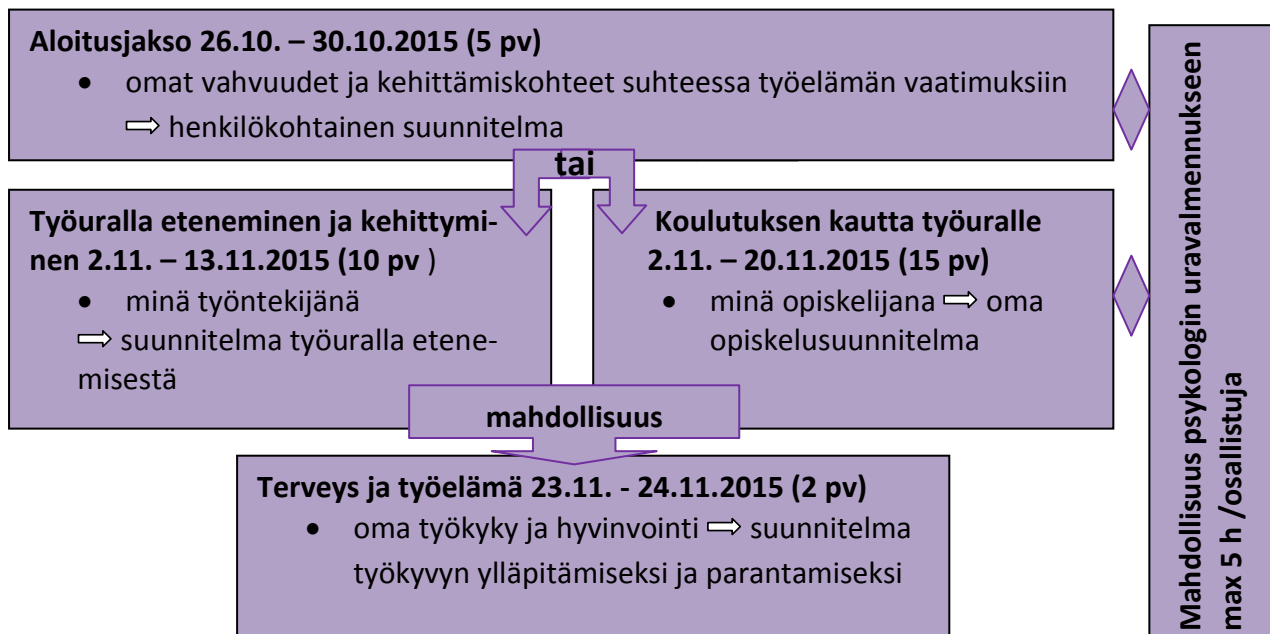 Aloitusjakso 26.10. – 30.10.2015 (5 pv)
• omat vahvuudet ja kehittämiskohteet suhteessa työelämän vaatimuksiin
⇨ henkilökohtainen suunnitelma
tai
Työuralla eteneminen ja kehittymi-
nen 2.11. – 13.11.2015 (10 pv )
• minä työntekijänä
⇨ suunnitelma työuralla etene-
misestä
Koulutuksen kautta työuralle
2.11. – 20.11.2015 (15 pv)
• minä opiskelijana ⇨ oma
opiskelusuunnitelma
mahdollisuus
Terveys ja työelämä 23.11. - 24.11.2015 (2 pv)
• oma työkyky ja hyvinvointi ⇨ suunnitelma
työkyvyn ylläpitämiseksi ja parantamiseksi
Mahdollisuus psykologin uravalmennukseen
max 5 h /osallistuja